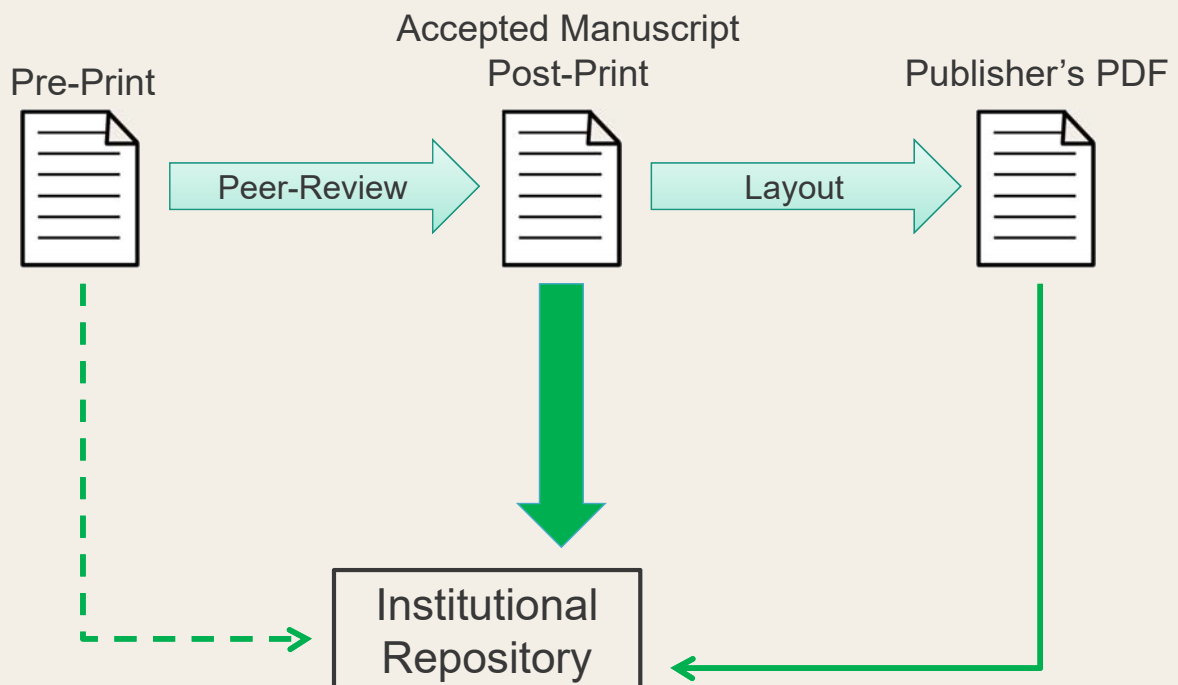 Accepted Manuscript
Pre-Print
Post-Print
Publisher’s PDF
Peer-Review
Layout
Institutional
Repository